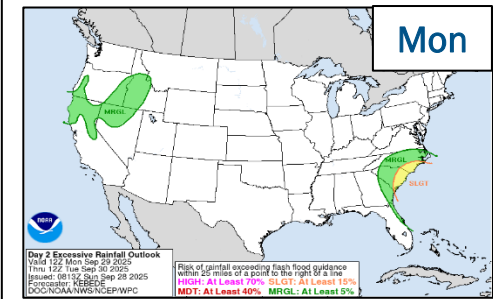 Mon
MRGL
MRGL
SLGT
NOAA
Day 2 Excessive Rainfall Outlook
Valid 12Z Mon Sep 29 2025
Thru 12Z Tue Sep 30 2025
Issued: 0813Z Sun Sep 28 2025
Forecaster: KEBEDE
DOC/NOAA/NWS/NCEP/WPC
Risk of rainfall exceeding flash flood guidance
within 25 miles of a point to the right of a line
HIGH: At Least 70% SLGT: At Least 15%
MDT: At Least 40% MRGL: At Least 5%